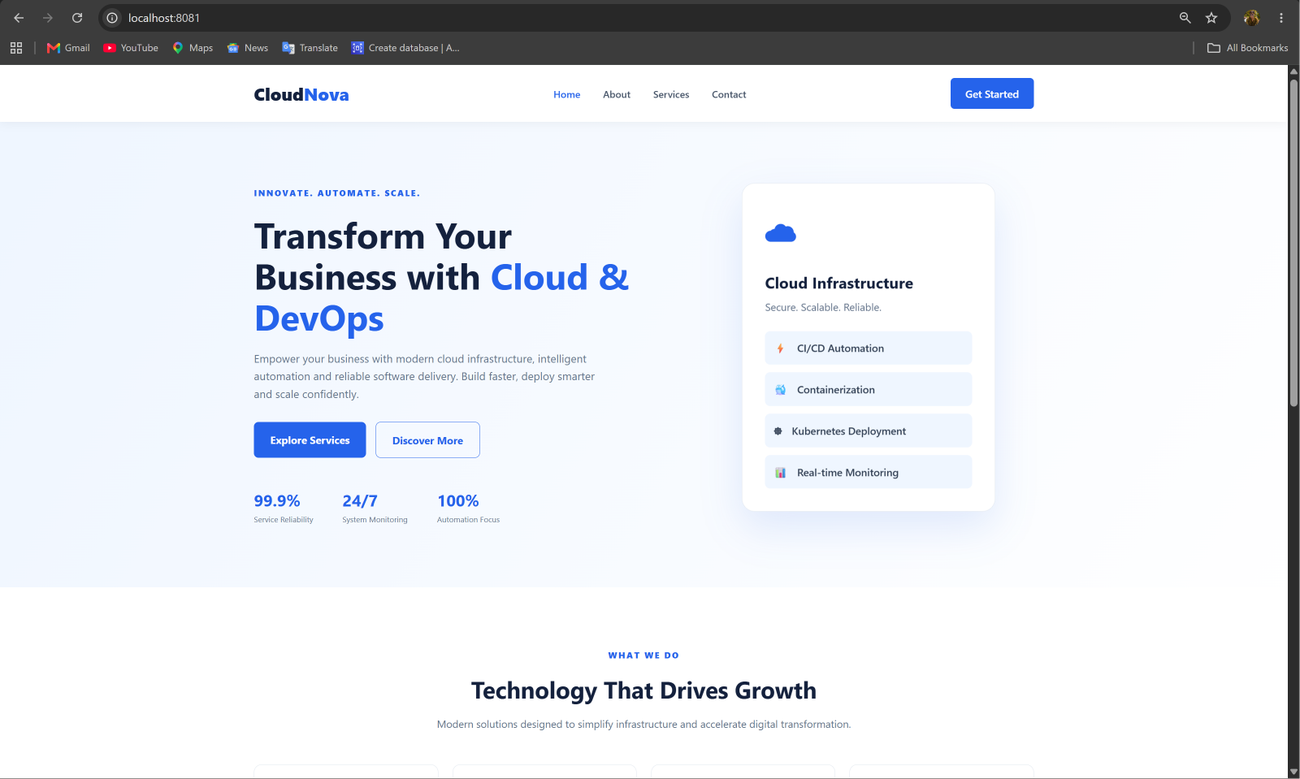 localhost:8081
Gmail
YouTube
Maps
News
Translate
Create database | A...
All Bookmarks
CloudNova
Home
About
Services
Contact
Get Started
INNOVATE. AUTOMATE. SCALE.
Transform Your
Business with Cloud &
DevOps
Empower your business with modern cloud infrastructure, intelligent
automation and reliable software delivery. Build faster, deploy smarter
and scale confidently.
Explore Services
Discover More
99.9%
Service Reliability
24/7
System Monitoring
100%
Automation Focus
Cloud Infrastructure
Secure. Scalable. Reliable.
CI/CD Automation
Containerization
Kubernetes Deployment
Real-time Monitoring
WHAT WE DO
Technology That Drives Growth
Modern solutions designed to simplify infrastructure and accelerate digital transformation.